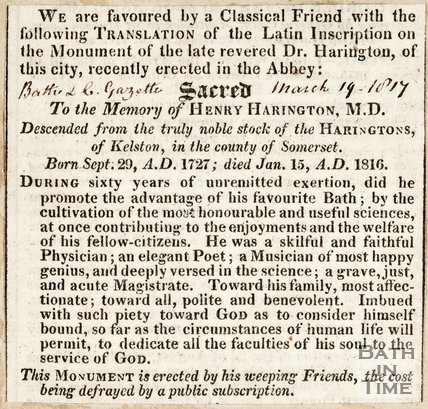 WE are favoured by a Classical Friend with the
following TRANSLATION of the Latin Inscription on
the Monument of the late revered Dr. Harington, of
this city, recently erected in the Abbey:
Bath & C. Gazette Sacred March 19 - 1817
To the Memory of HENRY HARINGTON, M.D.
Descended from the truly noble stock of the HARINGTONS,
of Kelston, in the county of Somerset.
Born Sept. 29, A.D. 1727; died Jan. 15, A.D. 1816.
DURING sixty years of unremitted exertion, did he
promote the advantage of his favourite Bath; by the
cultivation of the most honourable and useful sciences,
at once contributing to the enjoyments and the welfare
of his fellow-citizens. He was a skilful and faithful
Physician; an elegant Poet; a Musician of most happy
genius, and deeply versed in the science; a grave, just,
and acute Magistrate. Toward his family, most affec-
tionate; toward all, polite and benevolent. Imbued
with such piety toward GOD as to consider himself
bound, so far as the circumstances of human life will
permit, to dedicate all the faculties of his soul to the
service of GOD.
This MONUMENT is erected by his weeping Friends, the cost
being defrayed by a public subscription.
BATH
IN
TIME